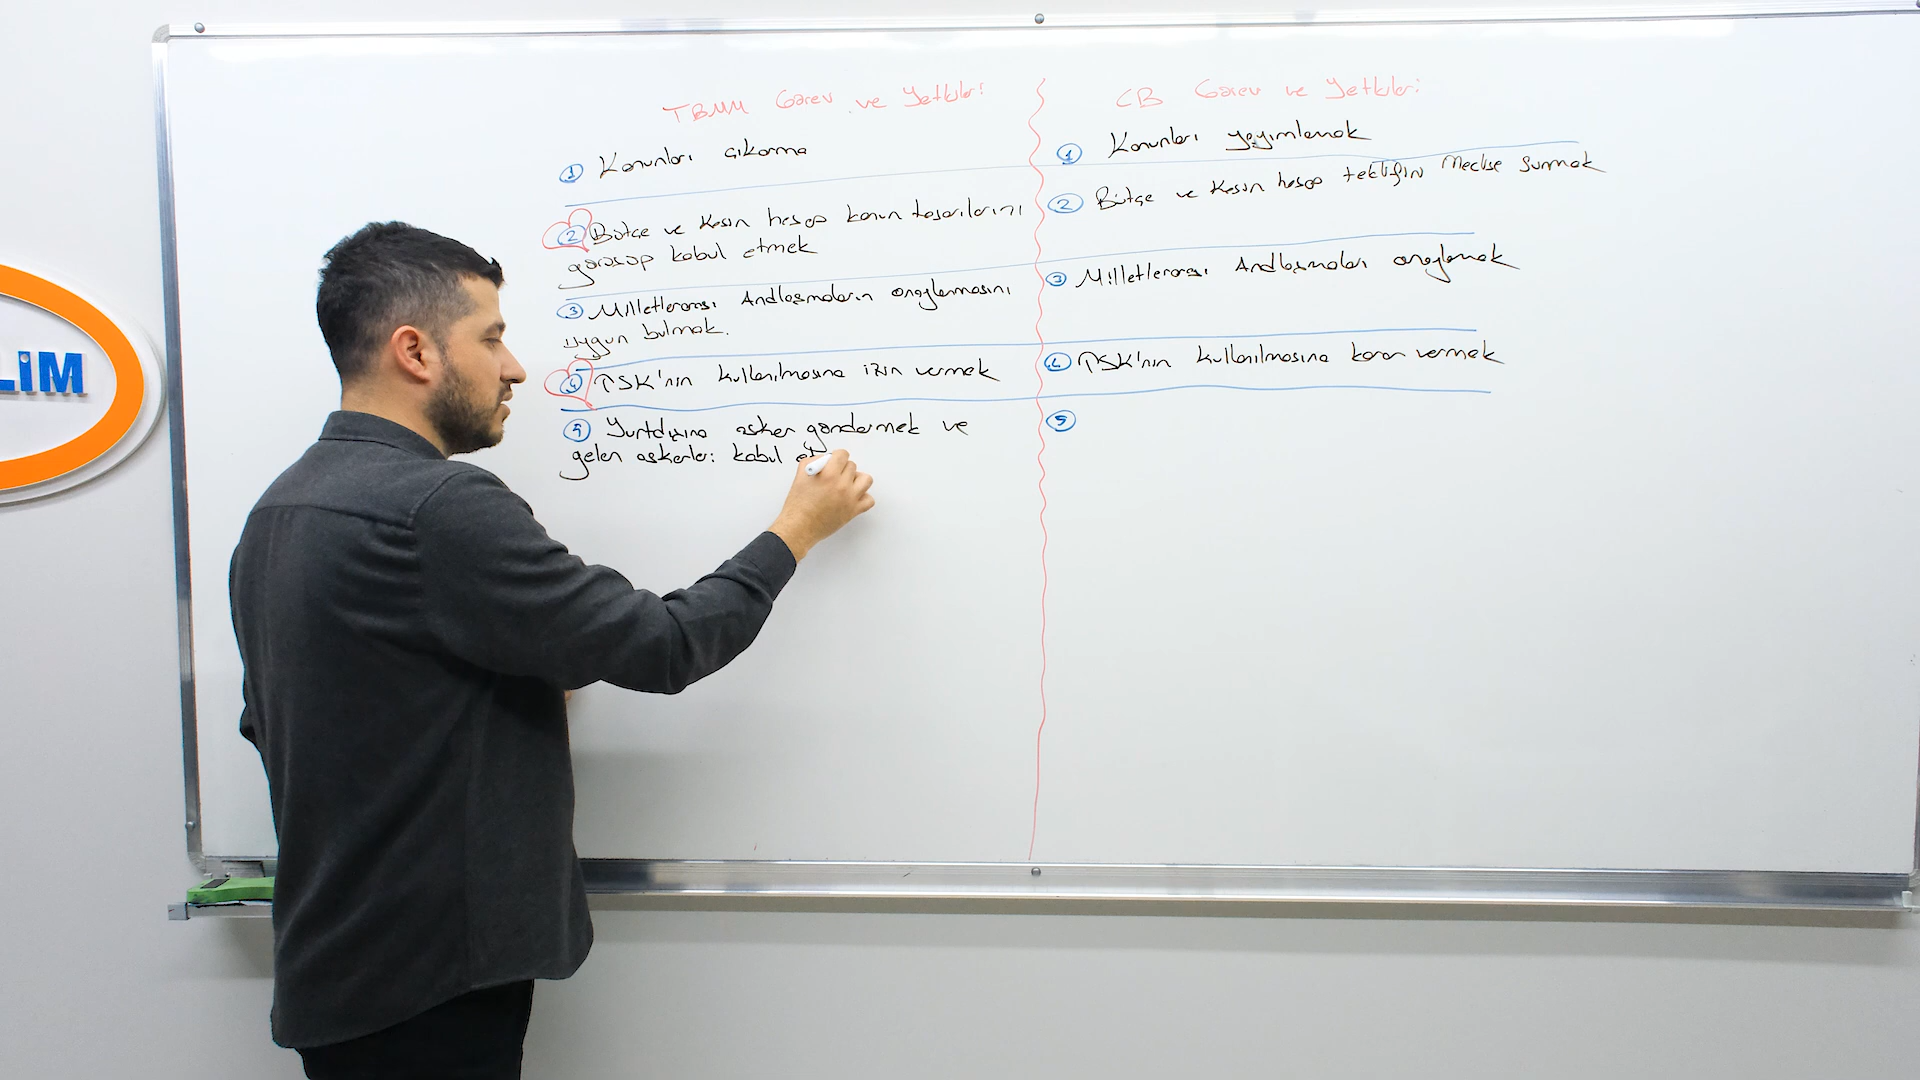 LİM
TBMM Görev ve Yetkileri
① Kanunları çıkarma
② Bütçe ve Kesin hesap kanun tasarılarını
görüşüp kabul etmek
③ Milletlerarası Andlaşmaların onaylanmasını
uygun bulmak.
④ TSK'nın kullanılmasına izin vermek
⑤ Yurtdışına asker göndermek ve
gelen askerleri kabul et
CB Görev ve Yetkileri
① Kanunları yayımlamak
② Bütçe ve Kesin hesap teklifin Meclise sunmak
③ Milletlerarası Andlaşmaları onaylamak
④ TSK'nın kullanılmasına karar vermek
⑤